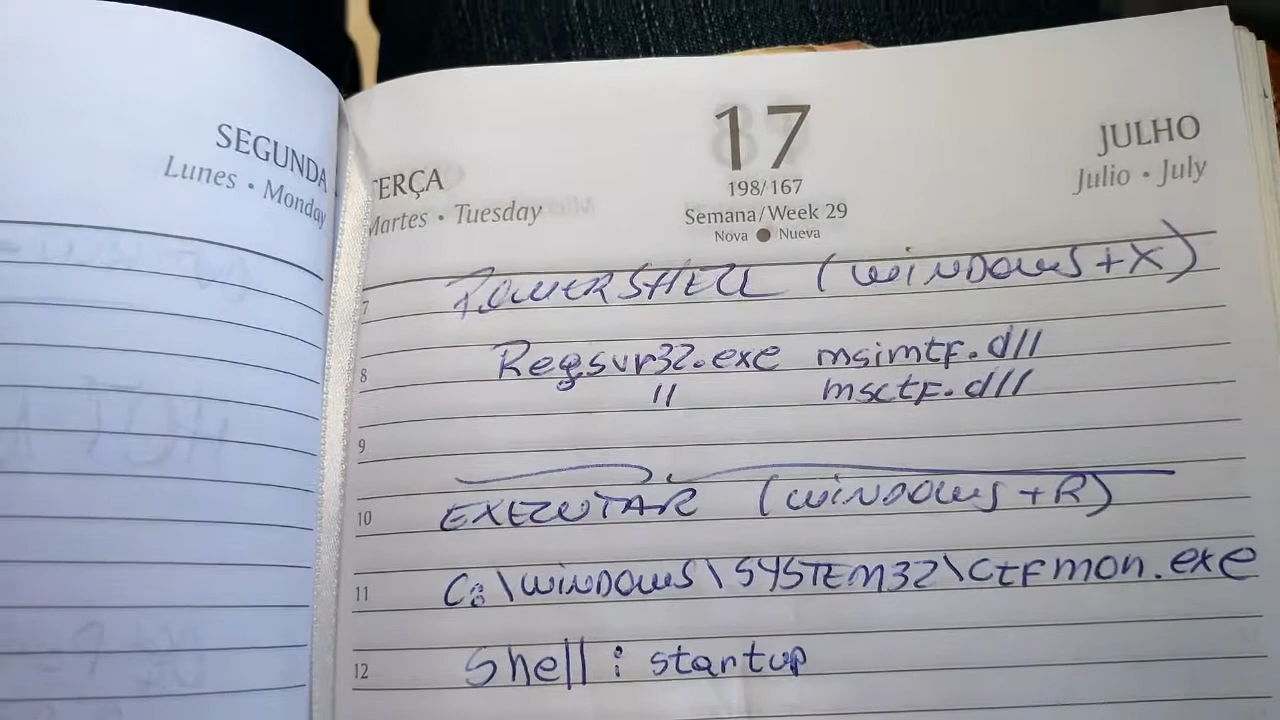 SEGUNDA
Lunes • Monday
TERÇA
Martes • Tuesday
17
198/167
Semana/Week 29
Nova ● Nueva
JULHO
Julio • July
7 POWERSHELL (WINDOWS + X)
8 Regsvr32.exe msimtf.dll
" msctf.dll
9
10 EXECUTAR (WINDOWS + R)
11 C:\WINDOWS\SYSTEM32\CTFmon.exe
12 Shell : startup